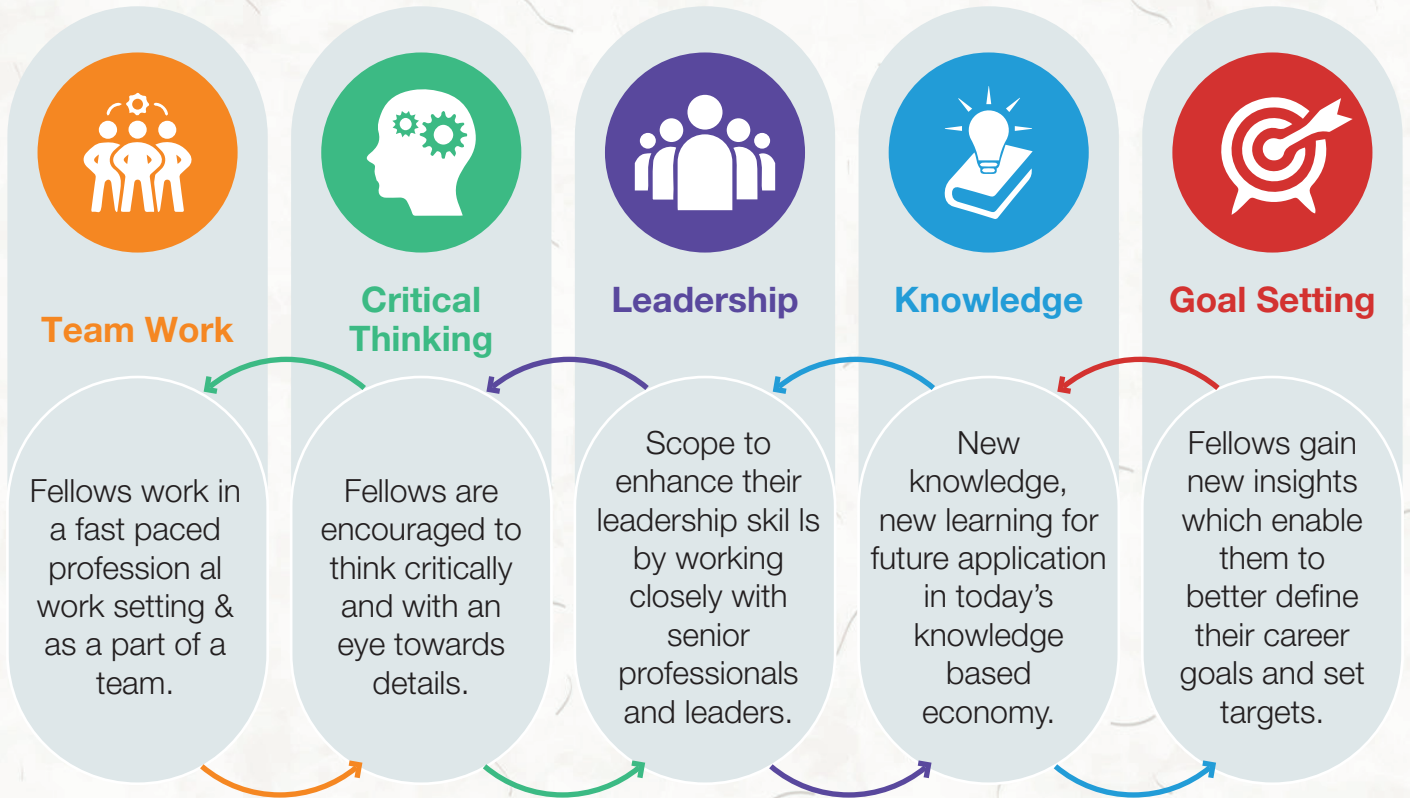 Team Work
Fellows work in
a fast paced
profession al
work setting &
as a part of a
team.
Critical
Thinking
Fellows are
encouraged to
think critically
and with an
eye towards
details.
Leadership
Scope to
enhance their
leadership skil ls
by working
closely with
senior
professionals
and leaders.
Knowledge
New
knowledge,
new learning for
future application
in today’s
knowledge
based
economy.
Goal Setting
Fellows gain
new insights
which enable
them to
better define
their career
goals and set
targets.